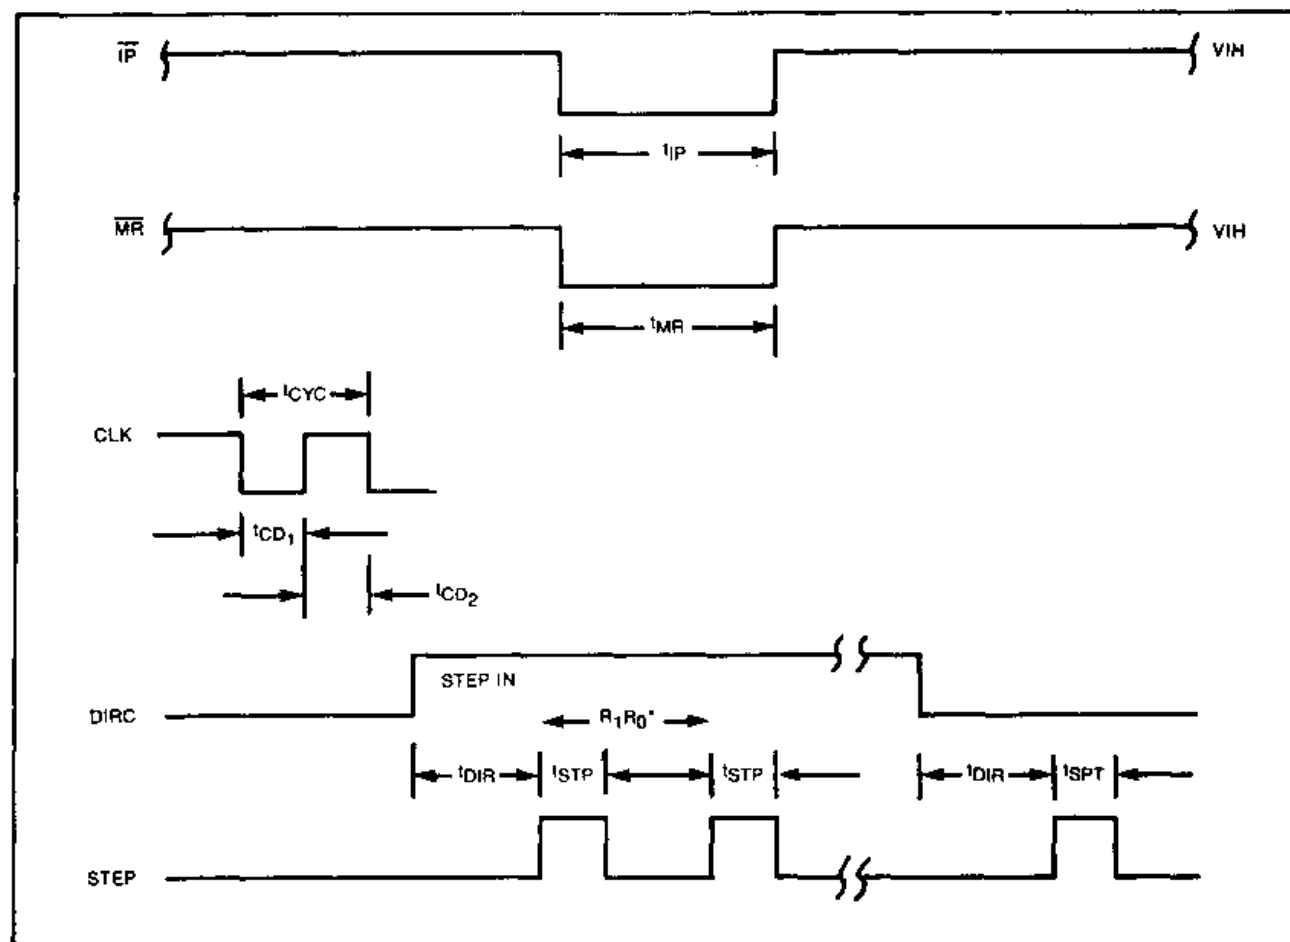 IP VIH
tIP
MR VIH
tMR
tCYC
CLK
tCD1
tCD2
STEP IN
DIRC
R1R0*
tDIR tSTP tSTP tDIR tSPT
STEP